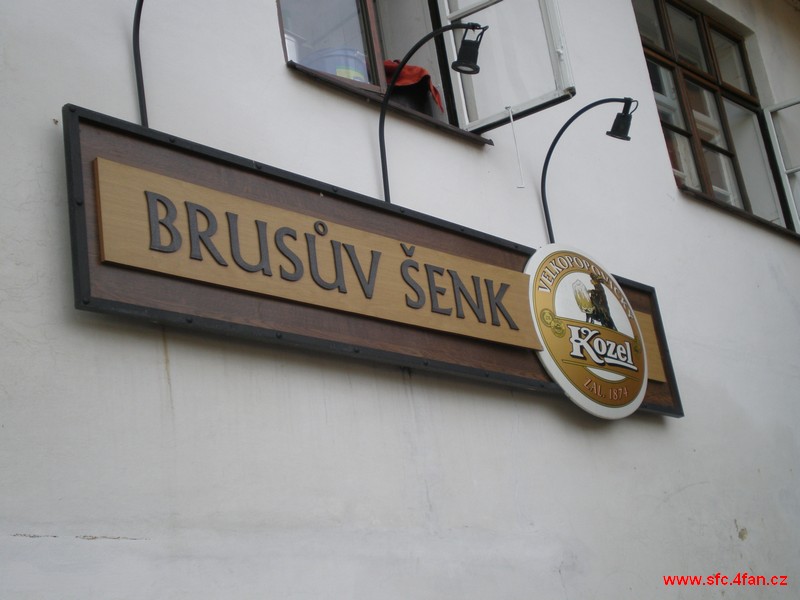 BRUSŮV ŠENK
VELKOPOPOVICKÝ
Kozel
ZAL. 1874
www.sfc.4fan.cz